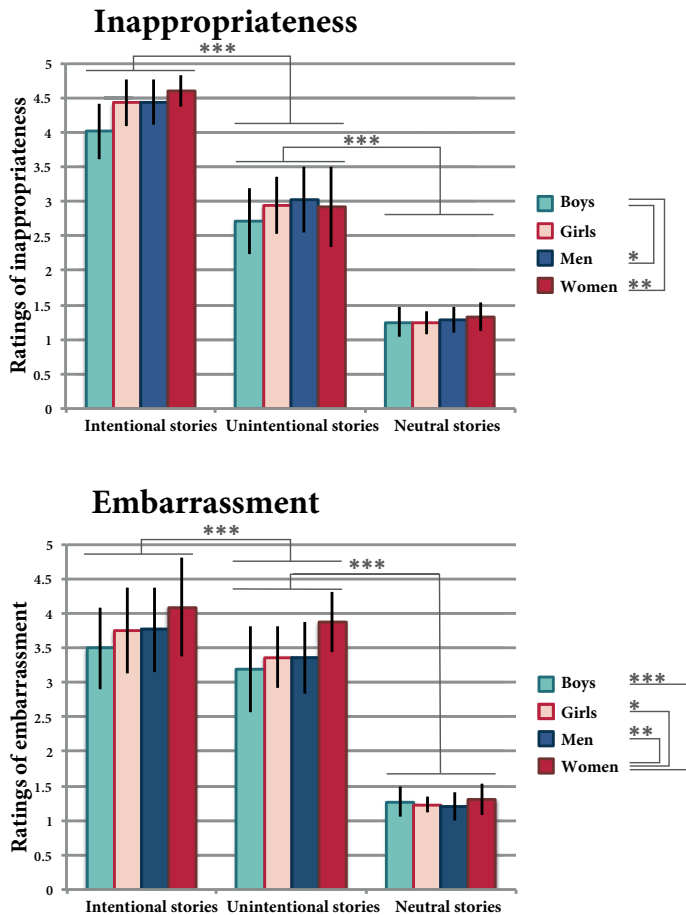 Inappropriateness
***
***
Ratings of inappropriateness
5
4.5
4
3.5
3
2.5
2
1.5
1
0.5
0
Intentional stories
Unintentional stories
Neutral stories
Boys
Girls
Men *
Women **
Embarrassment
***
***
Ratings of embarrassment
5
4.5
4
3.5
3
2.5
2
1.5
1
0.5
0
Intentional stories
Unintentional stories
Neutral stories
Boys ***
Girls *
Men **
Women